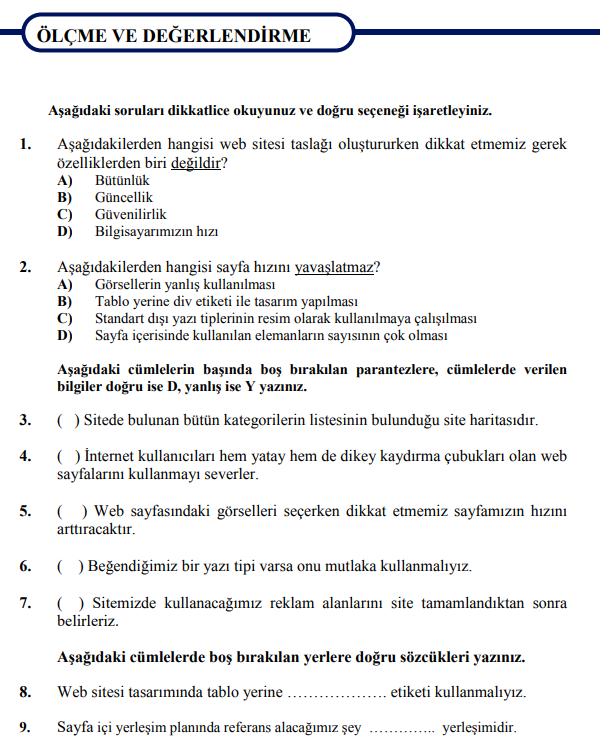 ÖLÇME VE DEĞERLENDİRME
Aşağıdaki soruları dikkatlice okuyunuz ve doğru seçeneği işaretleyiniz.
1. Aşağıdakilerden hangisi web sitesi taslağı oluştururken dikkat etmemiz gerek
özelliklerden biri değildir?
A) Bütünlük
B) Güncellik
C) Güvenilirlik
D) Bilgisayarımızın hızı
2. Aşağıdakilerden hangisi sayfa hızını yavaşlatmaz?
A) Görsellerin yanlış kullanılması
B) Tablo yerine div etiketi ile tasarım yapılması
C) Standart dışı yazı tiplerinin resim olarak kullanılmaya çalışılması
D) Sayfa içerisinde kullanılan elemanların sayısının çok olması
Aşağıdaki cümlelerin başında boş bırakılan parantezlere, cümlelerde verilen
bilgiler doğru ise D, yanlış ise Y yazınız.
3. ( ) Sitede bulunan bütün kategorilerin listesinin bulunduğu site haritasıdır.
4. ( ) İnternet kullanıcıları hem yatay hem de dikey kaydırma çubukları olan web
sayfalarını kullanmayı severler.
5. ( ) Web sayfasındaki görselleri seçerken dikkat etmemiz sayfamızın hızını
arttıracaktır.
6. ( ) Beğendiğimiz bir yazı tipi varsa onu mutlaka kullanmalıyız.
7. ( ) Sitemizde kullanacağımız reklam alanlarını site tamamlandıktan sonra
belirleriz.
Aşağıdaki cümlelerde boş bırakılan yerlere doğru sözcükleri yazınız.
8. Web sitesi tasarımında tablo yerine ………………. etiketi kullanmalıyız.
9. Sayfa içi yerleşim planında referans alacağımız şey ………….. yerleşimidir.